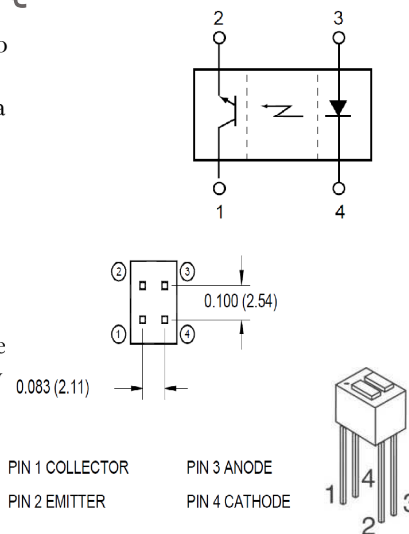 2 3
o
a
1 4
2 3
0.100 (2.54)
1 4
e
0.083 (2.11)
PIN 1 COLLECTOR PIN 3 ANODE
PIN 2 EMITTER PIN 4 CATHODE
4
1
3
2